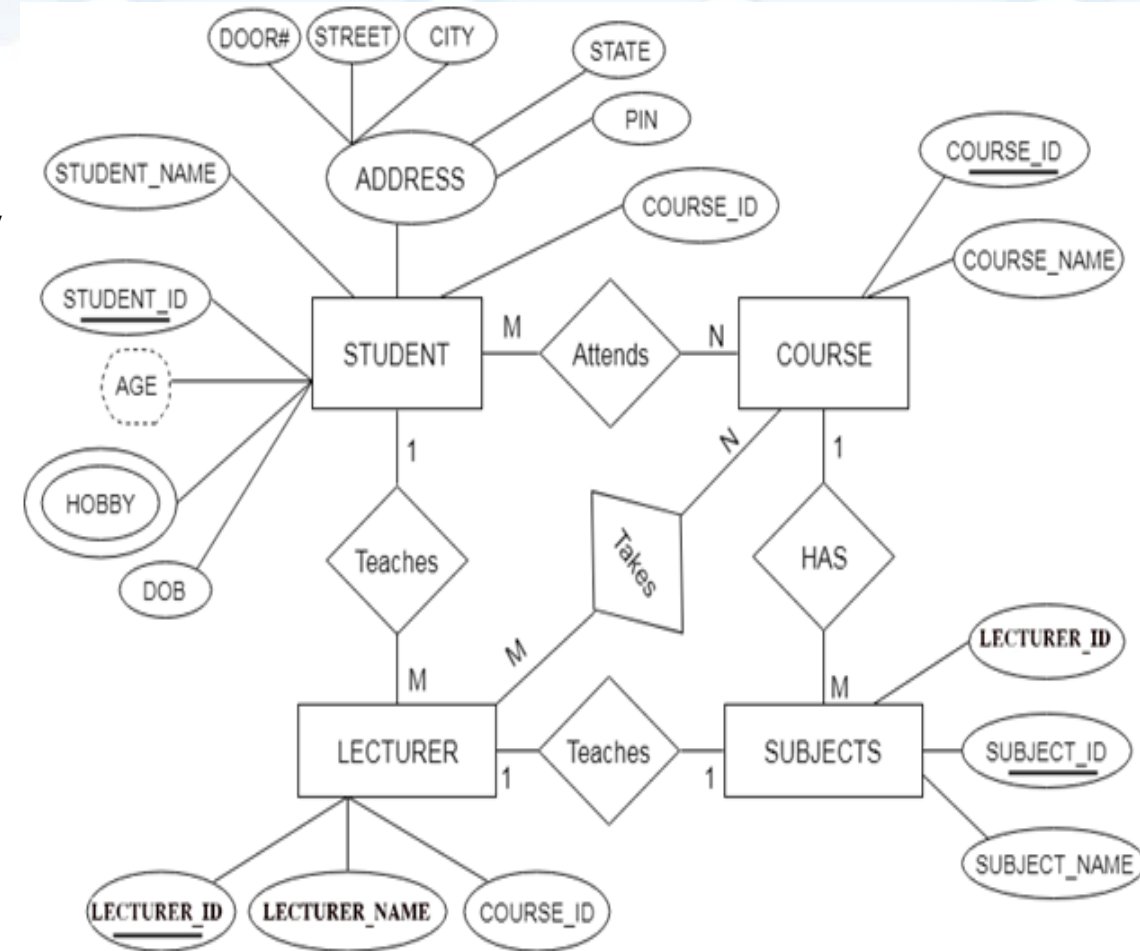 DOOR#
STREET
CITY
STATE
PIN
ADDRESS
STUDENT_NAME
COURSE_ID
COURSE_ID
COURSE_NAME
STUDENT_ID
AGE
HOBBY
DOB
STUDENT
M
Attends
N
COURSE
1
N
1
Teaches
Takes
HAS
M
M
M
LECTURER_ID
LECTURER
1
Teaches
1
SUBJECTS
SUBJECT_ID
SUBJECT_NAME
LECTURER_ID
LECTURER_NAME
COURSE_ID